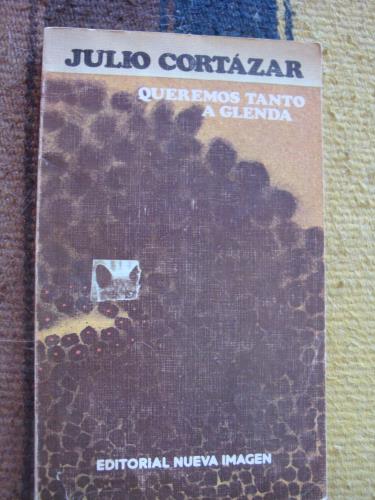 JULIO CORTÁZAR
QUEREMOS TANTO
A GLENDA
EDITORIAL NUEVA IMAGEN